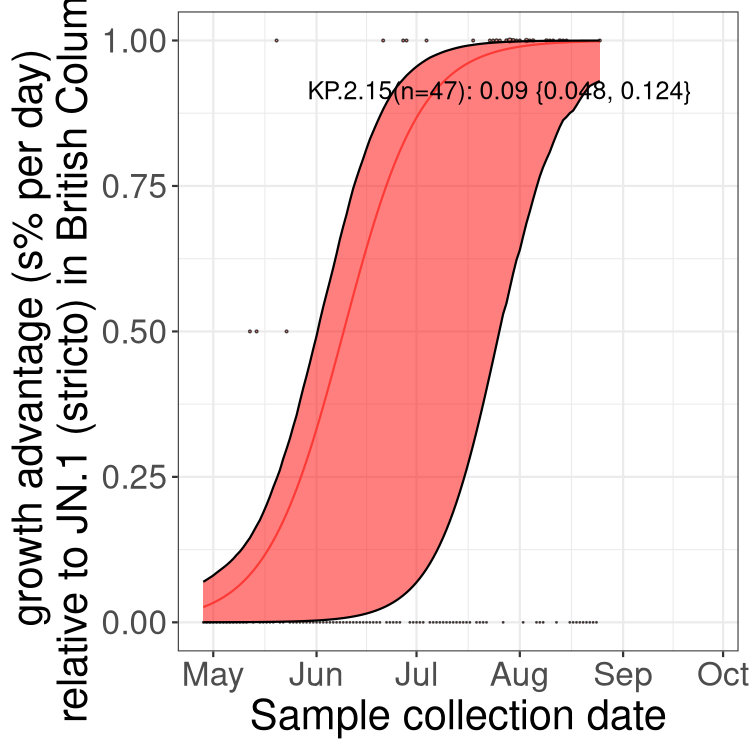 growth advantage (s% per day)
relative to JN.1 (stricto) in British Colum
1.00
0.75
0.50
0.25
0.00
KP.2.15(n=47): 0.09 {0.048, 0.124}
May Jun Jul Aug Sep Oct
Sample collection date